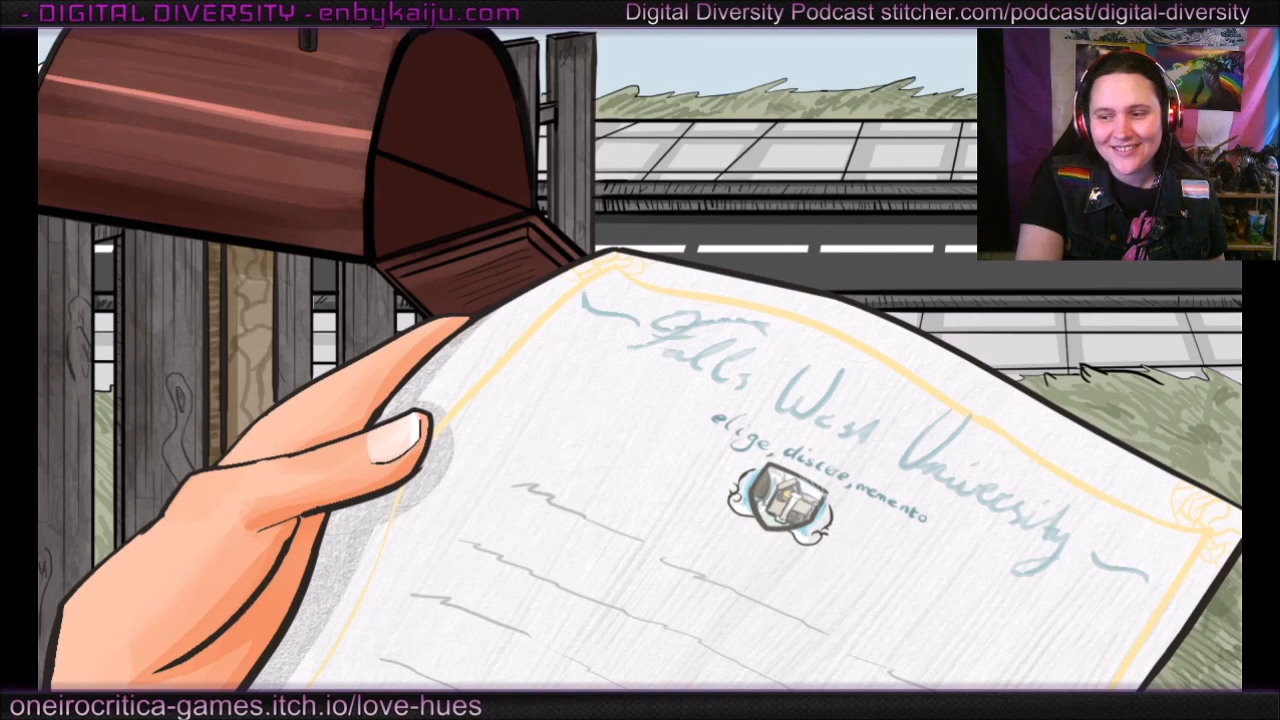 - DIGITAL DIVERSITY - enbykaiju.com
Digital Diversity Podcast stitcher.com/podcast/digital-diversity
~ Falls West University ~
elige, discde, memento
oneirocritica-games.itch.io/love-hues